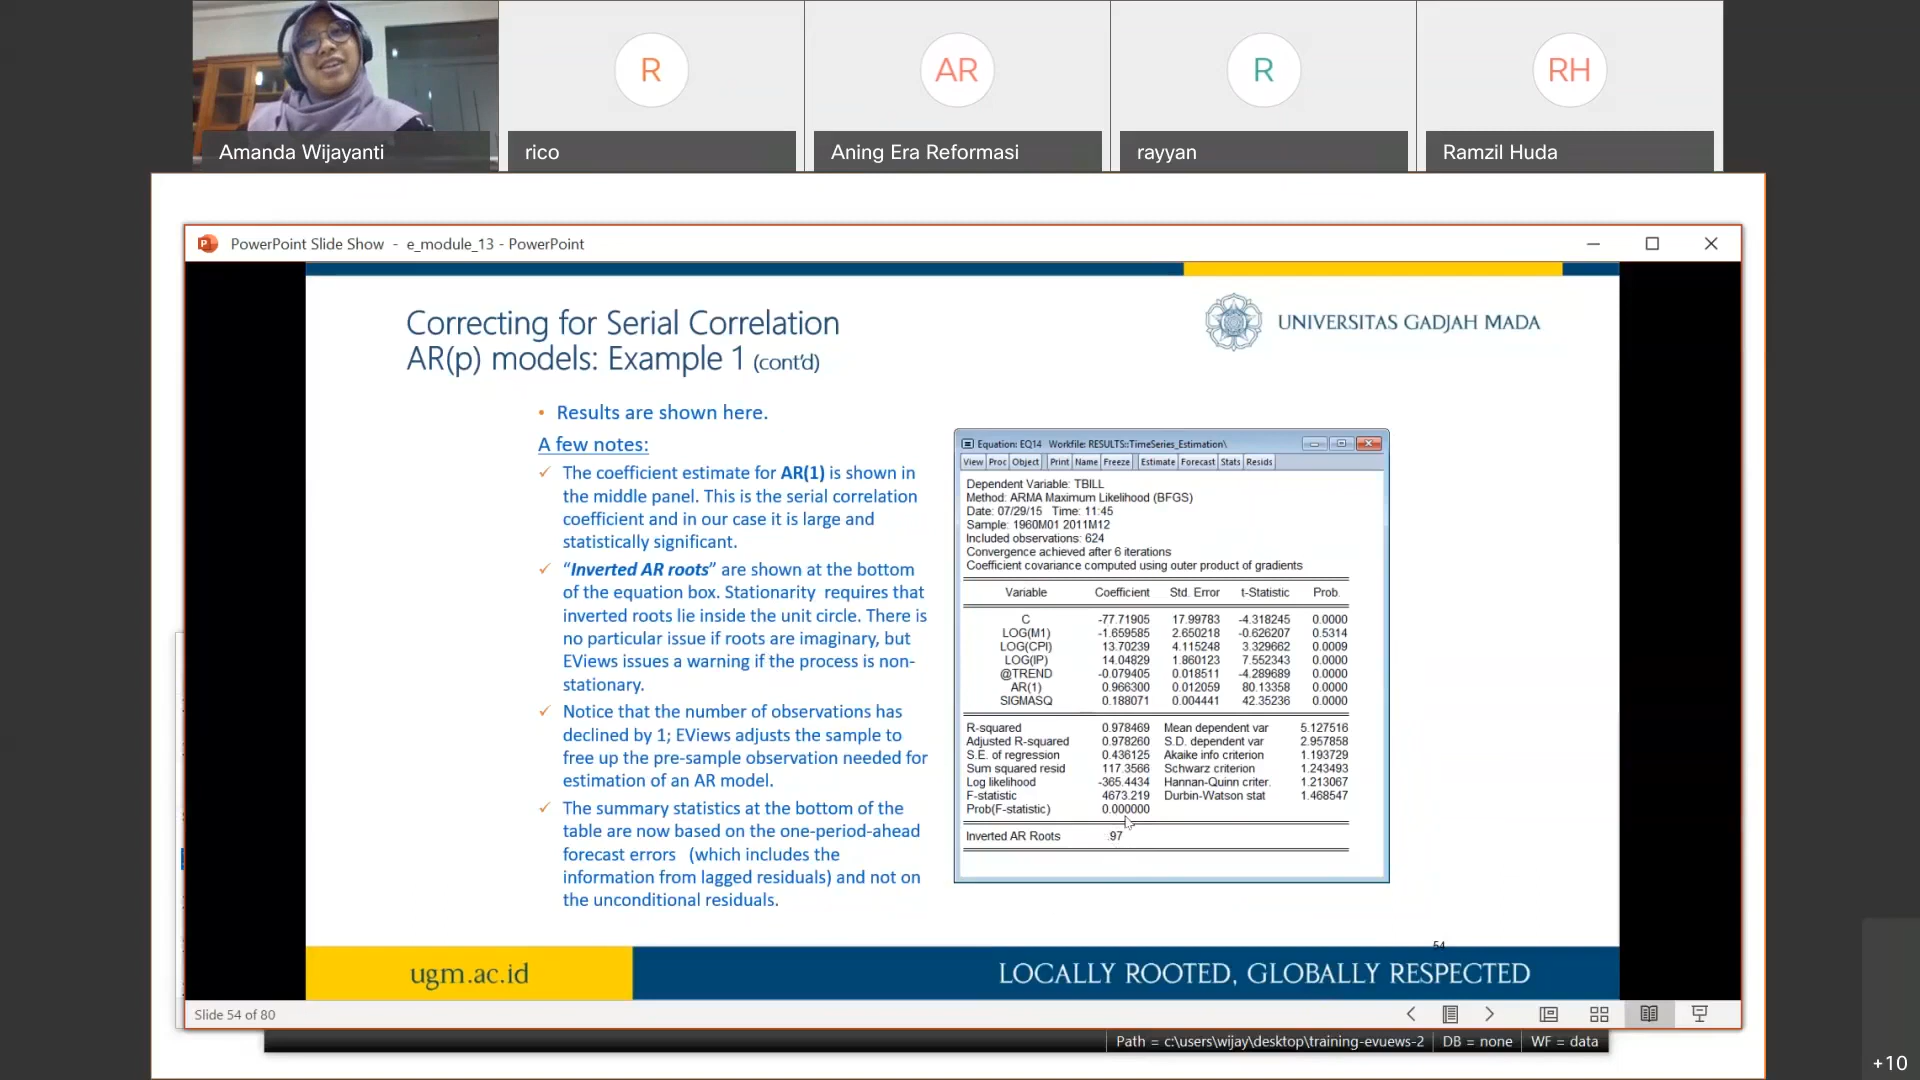 R
AR
R
RH
Amanda Wijayanti
rico
Aning Era Reformasi
rayyan
Ramzil Huda
PowerPoint Slide Show - e_module_13 - PowerPoint
Correcting for Serial Correlation
AR(p) models: Example 1 (cont'd)
UNIVERSITAS GADJAH MADA
• Results are shown here.
A few notes:
✓ The coefficient estimate for AR(1) is shown in
the middle panel. This is the serial correlation
coefficient and in our case it is large and
statistically significant.
✓ “Inverted AR roots” are shown at the bottom
of the equation box. Stationarity requires that
inverted roots lie inside the unit circle. There is
no particular issue if roots are imaginary, but
EViews issues a warning if the process is non-
stationary.
✓ Notice that the number of observations has
declined by 1; EViews adjusts the sample to
free up the pre-sample observation needed for
estimation of an AR model.
✓ The summary statistics at the bottom of the
table are now based on the one-period-ahead
forecast errors (which includes the
information from lagged residuals) and not on
the unconditional residuals.
Equation: EQ14 Workfile: RESULTS::TimeSeries_Estimation\
View Proc Object Print Name Freeze Estimate Forecast Stats Resids
Dependent Variable: TBILL
Method: ARMA Maximum Likelihood (BFGS)
Date: 07/29/15 Time: 11:45
Sample: 1960M01 2011M12
Included observations: 624
Convergence achieved after 6 iterations
Coefficient covariance computed using outer product of gradients
Variable Coefficient Std. Error t-Statistic Prob.
C -77.71905 17.99783 -4.318245 0.0000
LOG(M1) -1.659585 2.650218 -0.626207 0.5314
LOG(CPI) 13.70239 4.115248 3.329662 0.0009
LOG(IP) 14.04829 1.860123 7.552343 0.0000
@TREND -0.079405 0.018511 -4.289689 0.0000
AR(1) 0.966300 0.012059 80.13358 0.0000
SIGMASQ 0.188071 0.004441 42.35236 0.0000
R-squared 0.978469 Mean dependent var 5.127516
Adjusted R-squared 0.978260 S.D. dependent var 2.957858
S.E. of regression 0.436125 Akaike info criterion 1.193729
Sum squared resid 117.3566 Schwarz criterion 1.243493
Log likelihood -365.4434 Hannan-Quinn criter. 1.213067
F-statistic 4673.219 Durbin-Watson stat 1.468547
Prob(F-statistic) 0.000000
Inverted AR Roots .97
54
ugm.ac.id
LOCALLY ROOTED, GLOBALLY RESPECTED
Slide 54 of 80
Path = c:\users\wijay\desktop\training-evuews-2 DB = none WF = data
+10